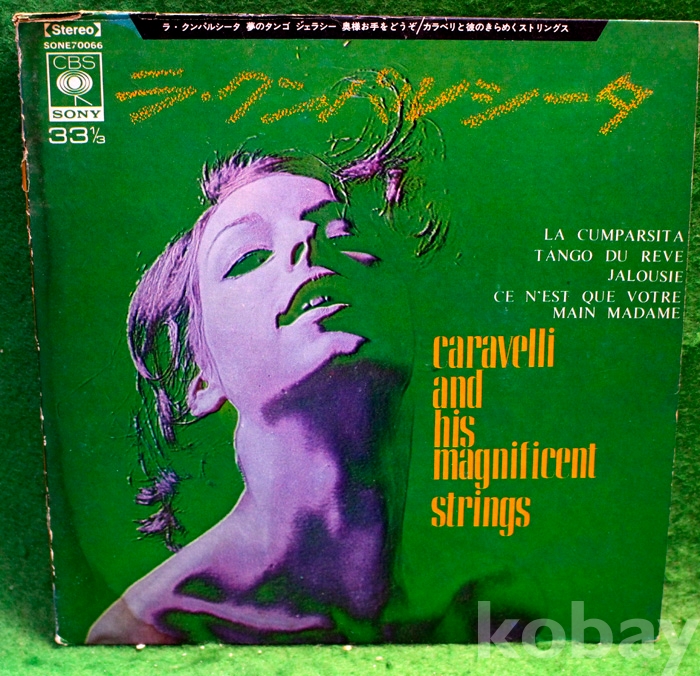 【Stereo】
SONE70066
ラ・クンパルシータ 夢のタンゴ ジェラシー 奥様お手をどうぞ/カラベリと彼のきらめくストリングス
CBS
SONY
33⅓
ラ・クンパルシータ
LA CUMPARSITA
TANGO DU REVE
JALOUSIE
CE N'EST QUE VOTRE
MAIN MADAME
caravelli
and
his
magnificent
strings
kobay